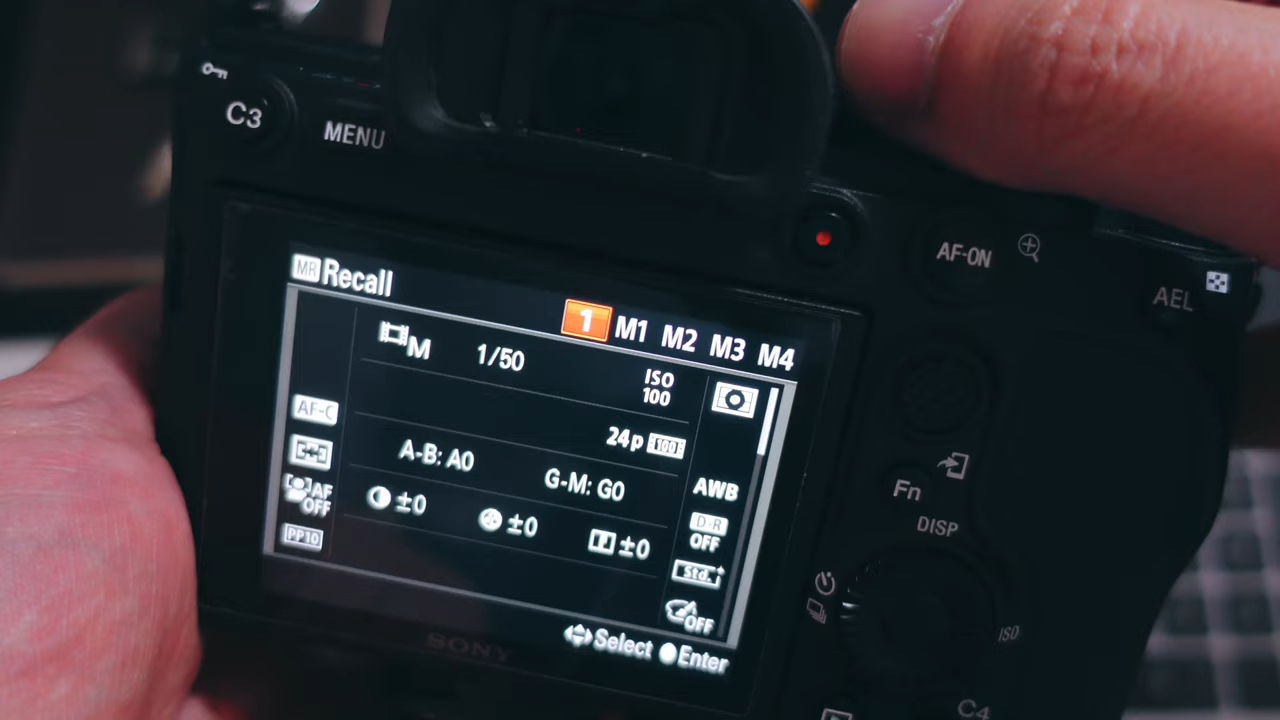 C3
MENU
AF-ON
AEL
MR Recall
1 M1 M2 M3 M4
M 1/50 ISO 100
AF-C
24p 100
A-B: A0 G-M: G0 AWB
AF OFF ±0 ±0 ±0 D-R OFF
PP10 Std.
OFF
Select Enter
SONY
Fn
DISP
ISO
C4